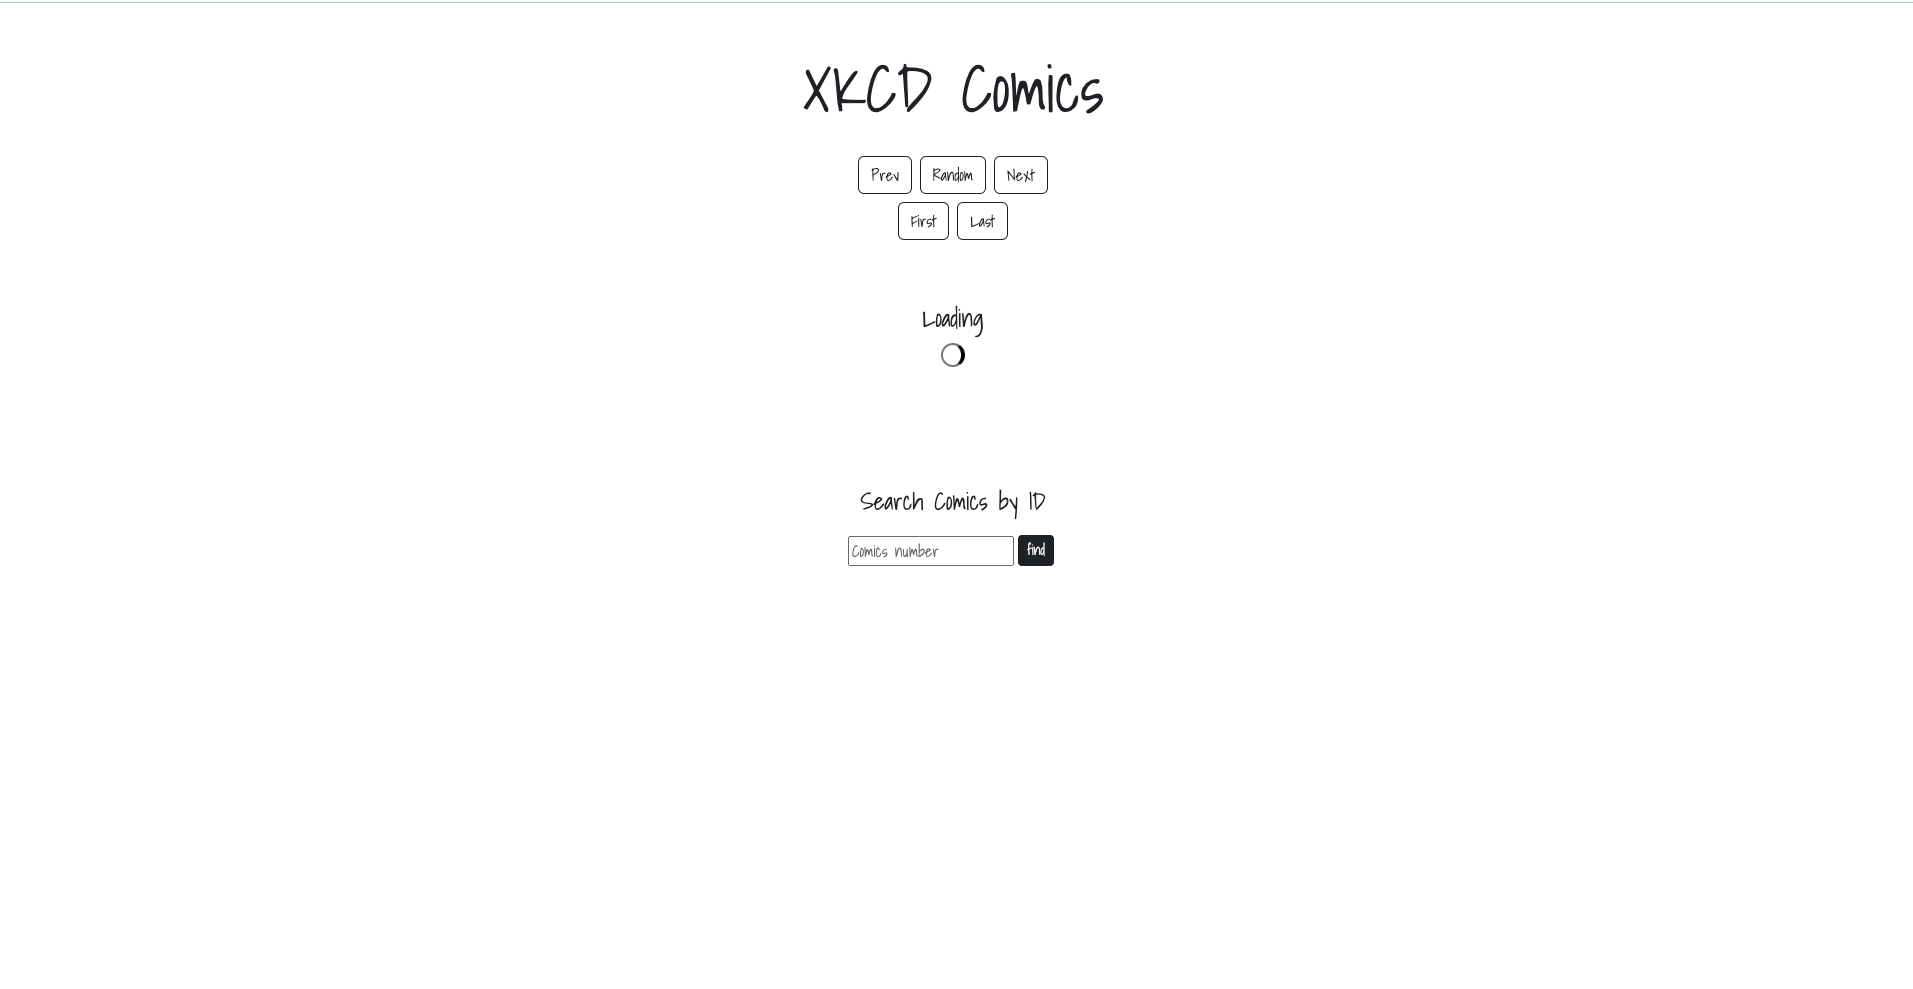 XKCD Comics
Prev Random Next
First Last
Loading
Search Comics by ID
Comics number find